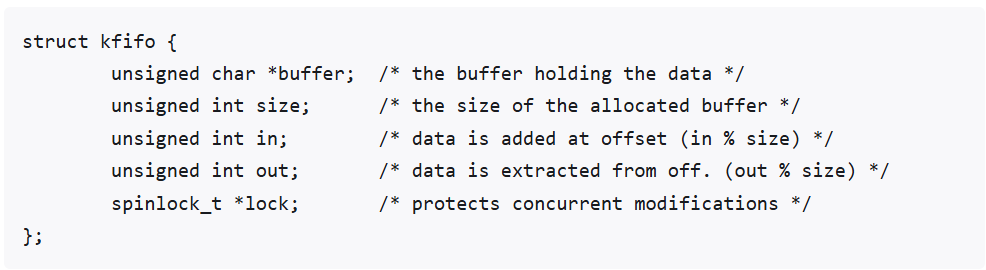 struct kfifo {
unsigned char *buffer; /* the buffer holding the data */
unsigned int size; /* the size of the allocated buffer */
unsigned int in; /* data is added at offset (in % size) */
unsigned int out; /* data is extracted from off. (out % size) */
spinlock_t *lock; /* protects concurrent modifications */
};